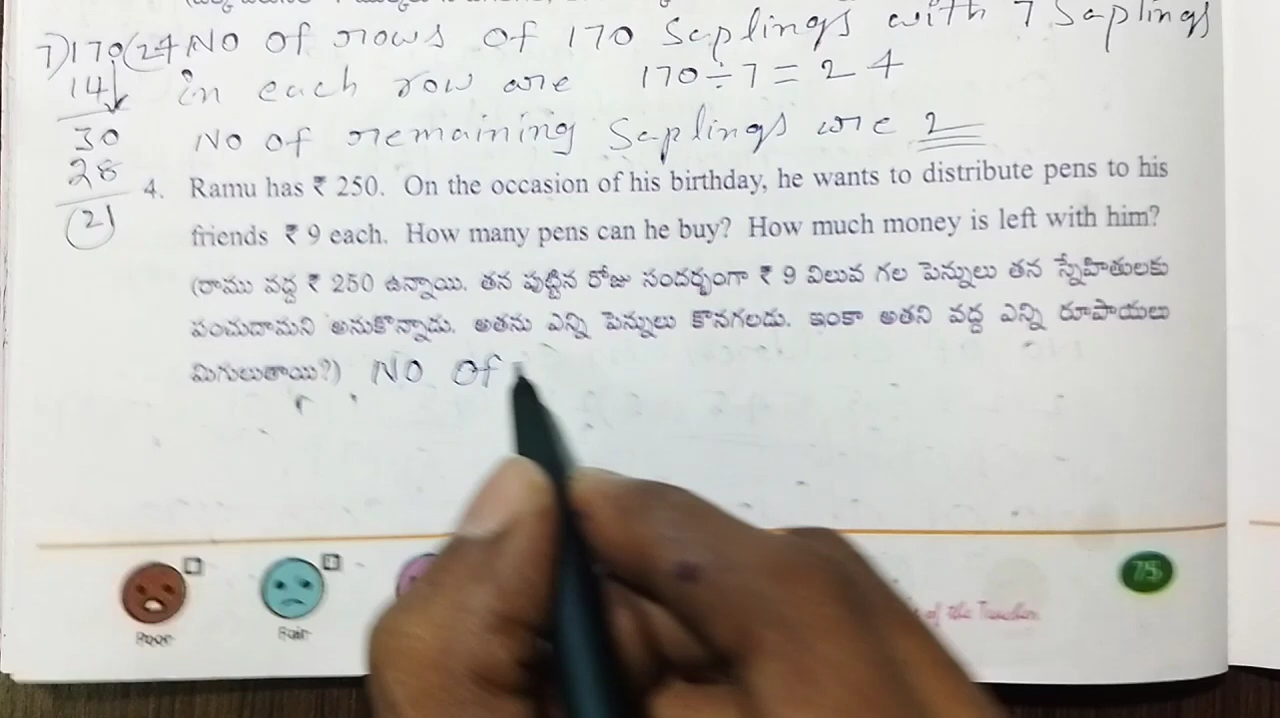 7)170(24 No of rows of 170 Saplings with 7 Saplings
14 in each row are 170÷7=24
30 No of remaining Saplings are 2
28
(2)
4. Ramu has ₹ 250. On the occasion of his birthday, he wants to distribute pens to his
friends ₹ 9 each. How many pens can he buy? How much money is left with him?
(రాము వద్ద ₹ 250 ఉన్నాయి. తన పుట్టిన రోజు సందర్భంగా ₹ 9 విలువ గల పెన్నులు తన స్నేహితులకు
పంచుదామని అనుకొన్నాడు. అతను ఎన్ని పెన్నులు కొనగలడు. ఇంకా అతని వద్ద ఎన్ని రూపాయలు
మిగులుతాయి?) No of
Poor Fair of the Teacher
75